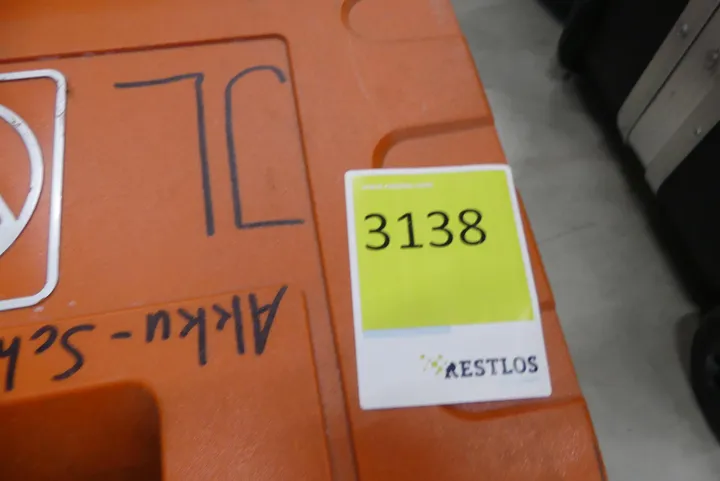 3138
RESTLOS
Akku-Sch
JL